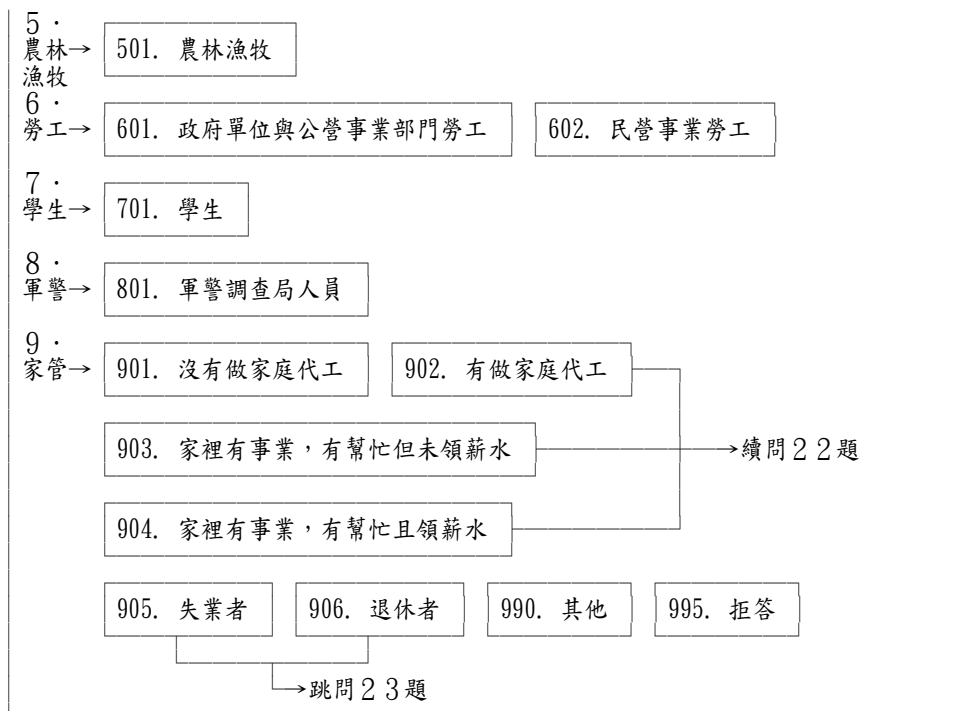 5．
農林→ 501. 農林漁牧
漁牧
6．
勞工→ 601. 政府單位與公營事業部門勞工 602. 民營事業勞工
7．
學生→ 701. 學生
8．
軍警→ 801. 軍警調查局人員
9．
家管→ 901. 沒有做家庭代工 902. 有做家庭代工
903. 家裡有事業，有幫忙但未領薪水 →續問２２題
904. 家裡有事業，有幫忙且領薪水
905. 失業者 906. 退休者 990. 其他 995. 拒答
→跳問２３題